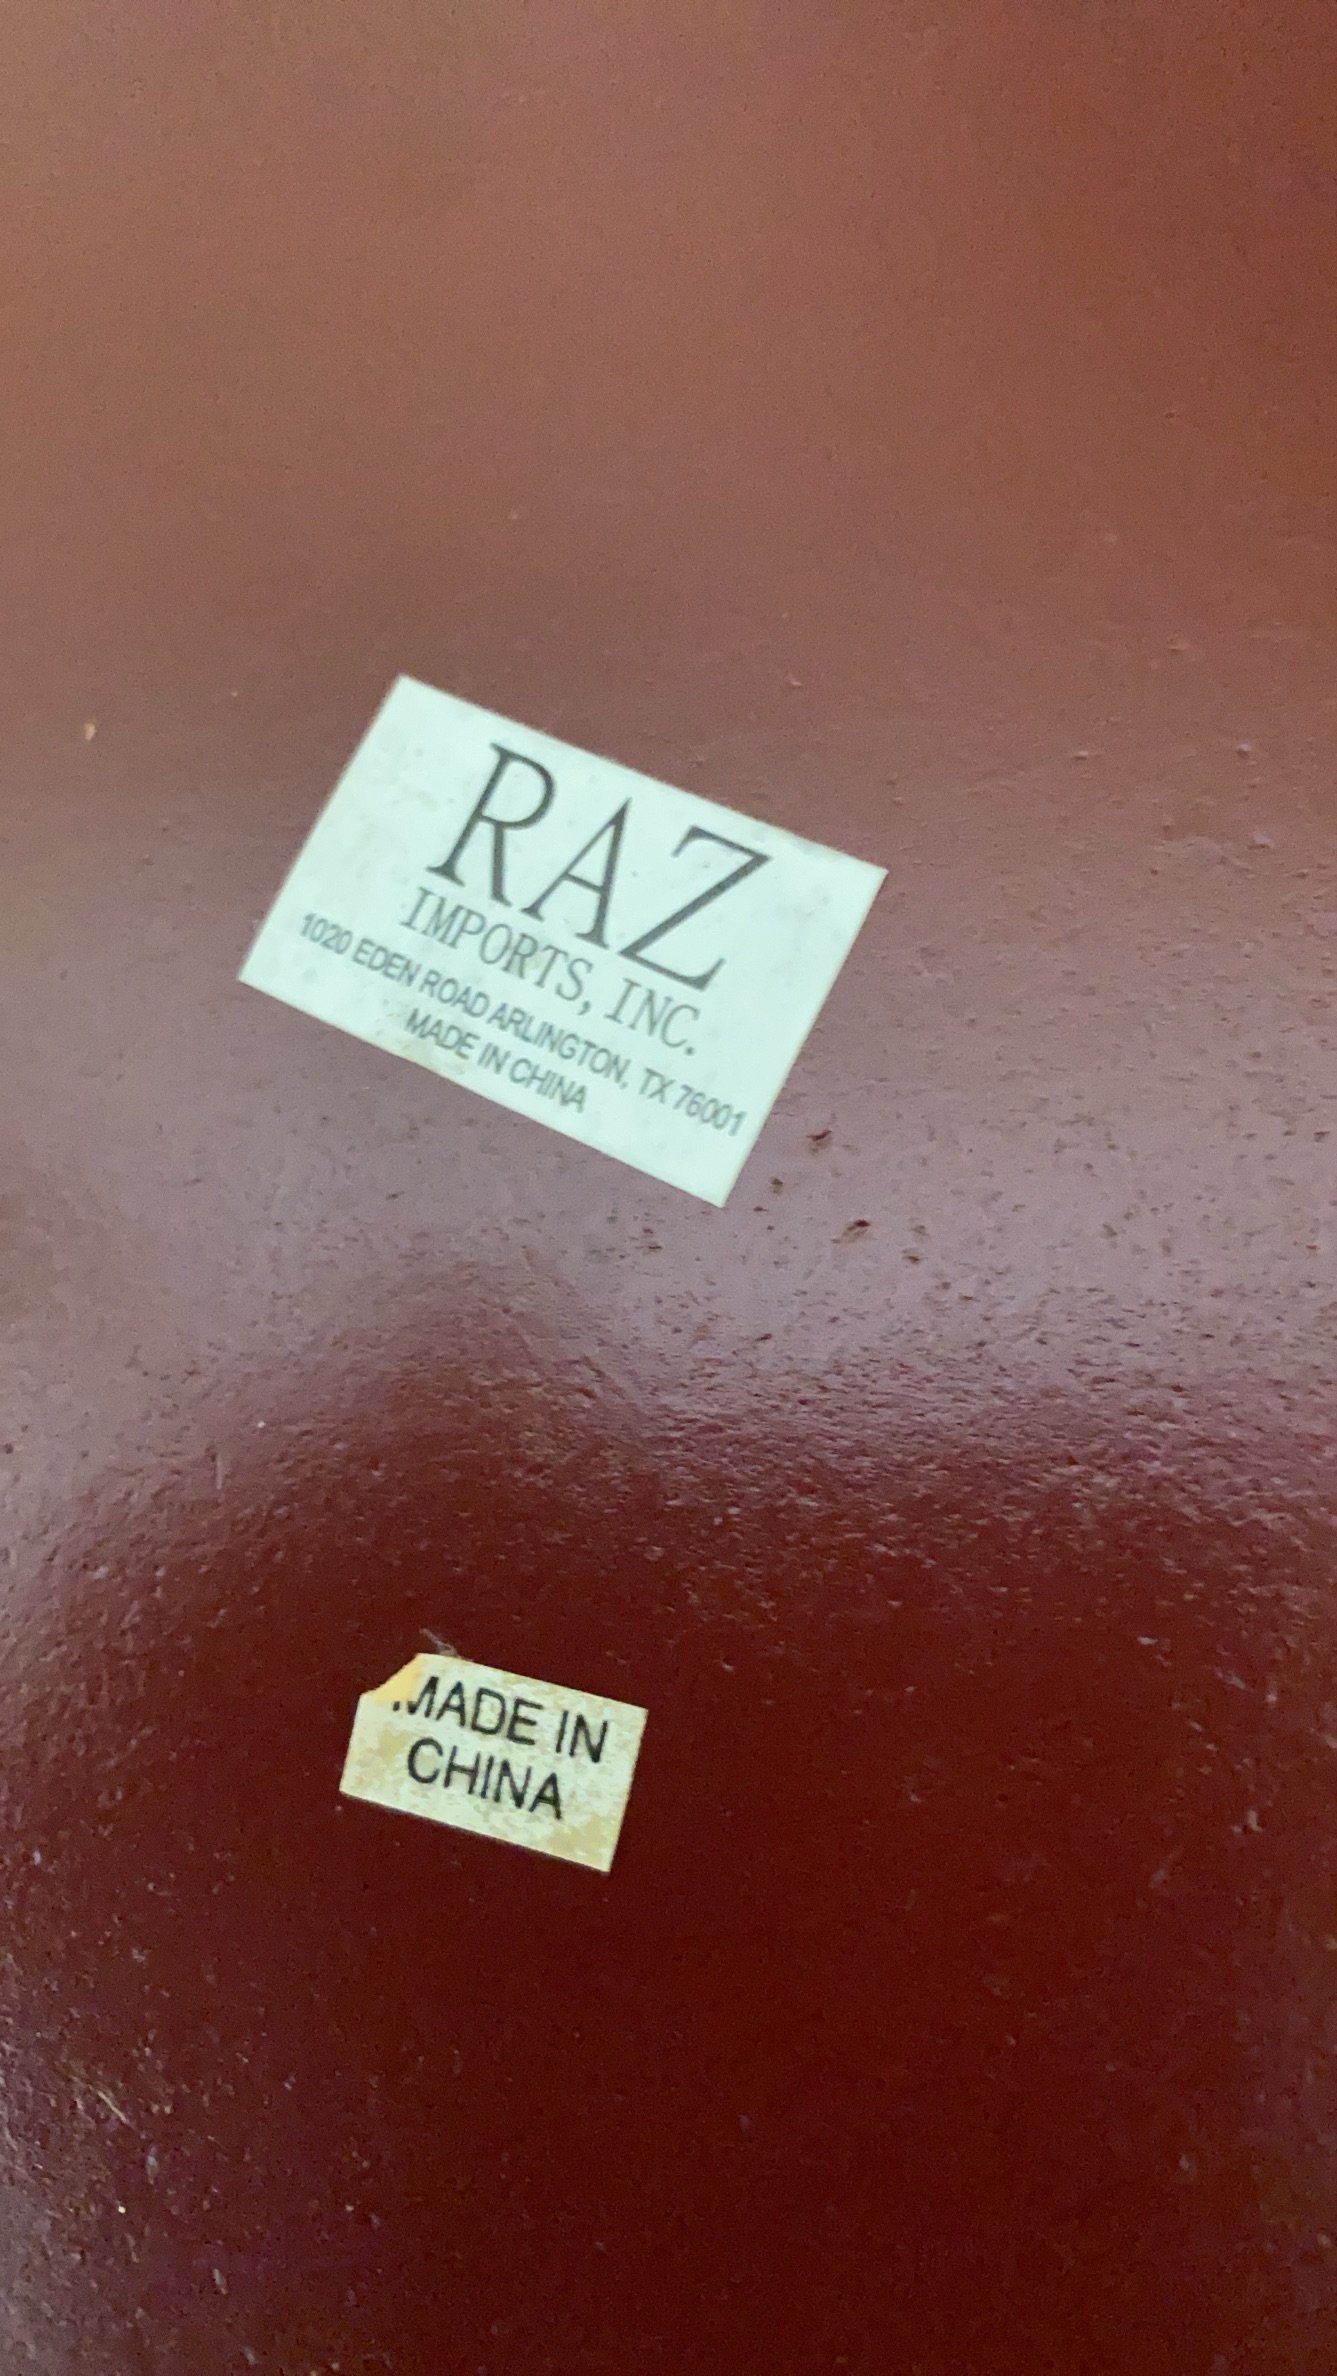 RAZ
IMPORTS, INC.
1020 EDEN ROAD ARLINGTON, TX 76001
MADE IN CHINA
MADE IN
CHINA